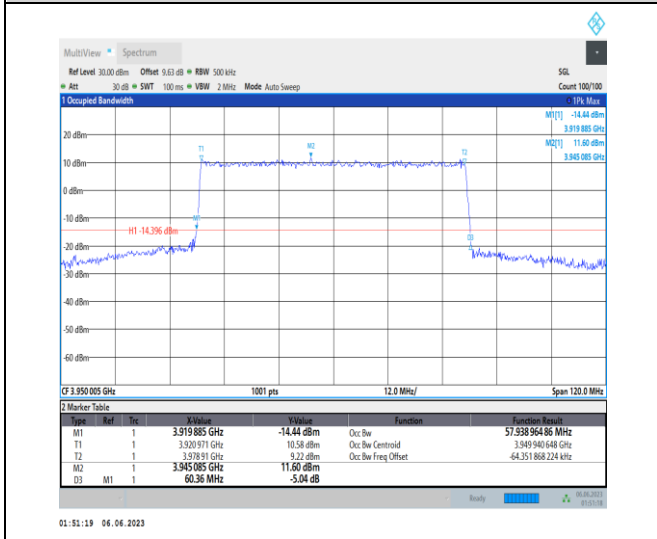 MultiView Spectrum
Ref Level 30.00 dBm Offset 9.63 dB RBW 500 kHz SGL
Att 30 dB SWT 100 ms VBW 2 MHz Mode Auto Sweep Count 100/100
1 Occupied Bandwidth 1Pk Max
M1[1] -14.44 dBm
3.919 885 GHz
M2[1] 11.60 dBm
3.945 085 GHz
20 dBm
10 dBm
0 dBm
-10 dBm
-20 dBm
-30 dBm
-40 dBm
-50 dBm
-60 dBm
T1
M2
T2
M1
H1 -14.396 dBm
D3
CF 3.950 005 GHz 1001 pts 12.0 MHz/ Span 120.0 MHz
2 Marker Table
Type Ref Trc X-Value Y-Value Function Function Result
M1 1 3.919 885 GHz -14.44 dBm Occ Bw 57.938 964 86 MHz
T1 1 3.920 971 GHz 10.58 dBm Occ Bw Centroid 3.949 940 648 GHz
T2 1 3.978 91 GHz 9.22 dBm Occ Bw Freq Offset -64.351 868 224 kHz
M2 1 3.945 085 GHz 11.60 dBm
D3 M1 1 60.36 MHz -5.04 dB
Ready 06.06.2023
01:51:18
01:51:19 06.06.2023